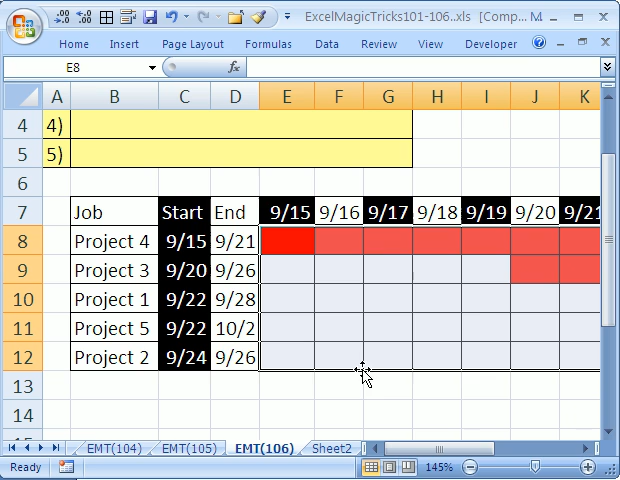 ExcelMagicTricks101-106..xls [Comp... M
Home Insert Page Layout Formulas Data Review View Developer
E8 fx
A B C D E F G H I J K
4 4)
5 5)
6
7 Job Start End 9/15 9/16 9/17 9/18 9/19 9/20 9/21
8 Project 4 9/15 9/21
9 Project 3 9/20 9/26
10 Project 1 9/22 9/28
11 Project 5 9/22 10/2
12 Project 2 9/24 9/26
13
14
EMT(104) EMT(105) EMT(106) Sheet2
Ready 145%